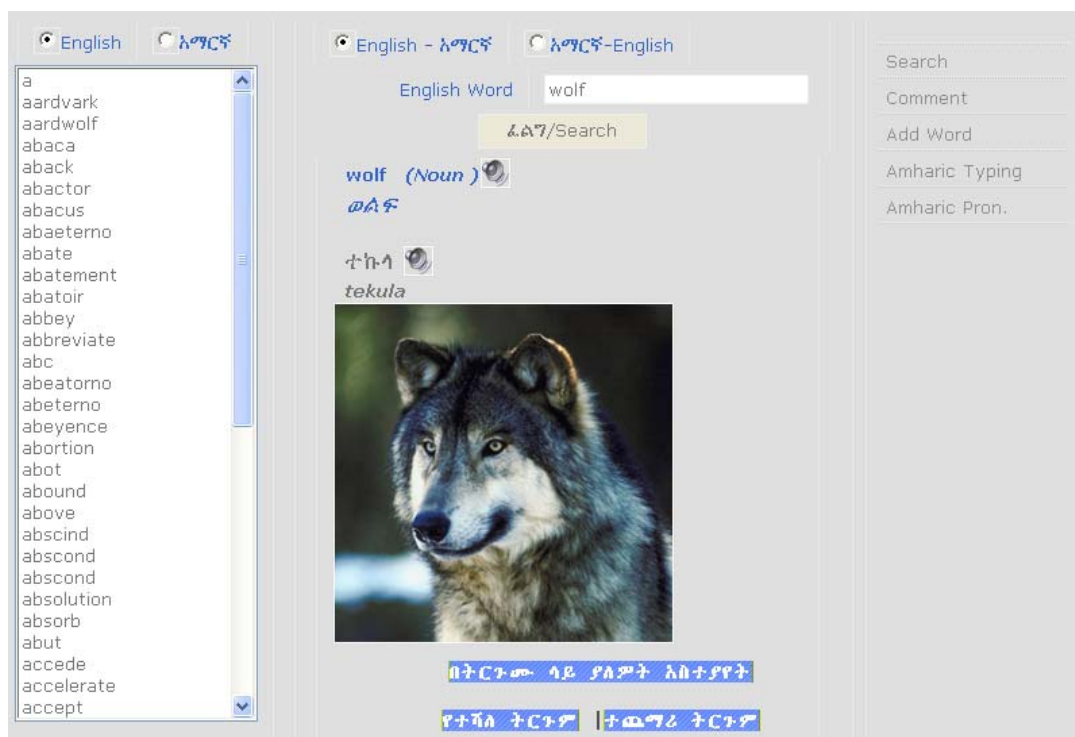 English አማርኛ
a
aardvark
aardwolf
abaca
aback
abactor
abacus
abaeterno
abate
abatement
abatoir
abbey
abbreviate
abc
abeatorno
abeterno
abeyence
abortion
abot
abound
above
abscind
abscond
abscond
absolution
absorb
abut
accede
accelerate
accept
English - አማርኛ አማርኛ-English
English Word wolf
ፈልግ/Search
wolf (Noun )
ወልፍ
ተኩላ
tekula
በትርጉሙ ላይ ያለዎት አስተያየት
የተሻለ ትርጉም |ተጨማሪ ትርጉም
Search
Comment
Add Word
Amharic Typing
Amharic Pron.